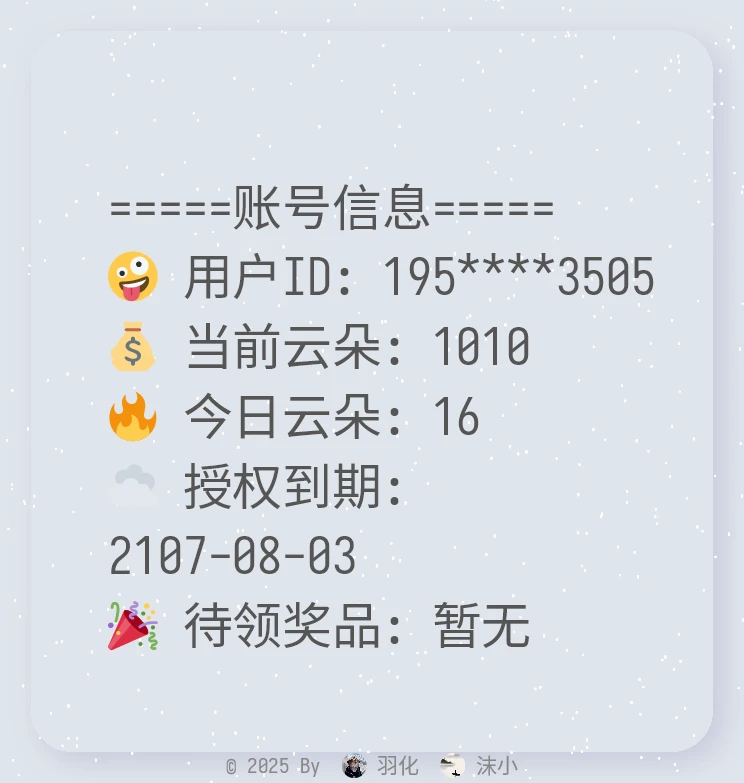 =====账号信息=====
🤪 用户ID: 195****3505
💰 当前云朵: 1010
🔥 今日云朵: 16
☁️ 授权到期:
2107-08-03
🎉 待领奖品: 暂无
© 2025 By 羽化 沫小